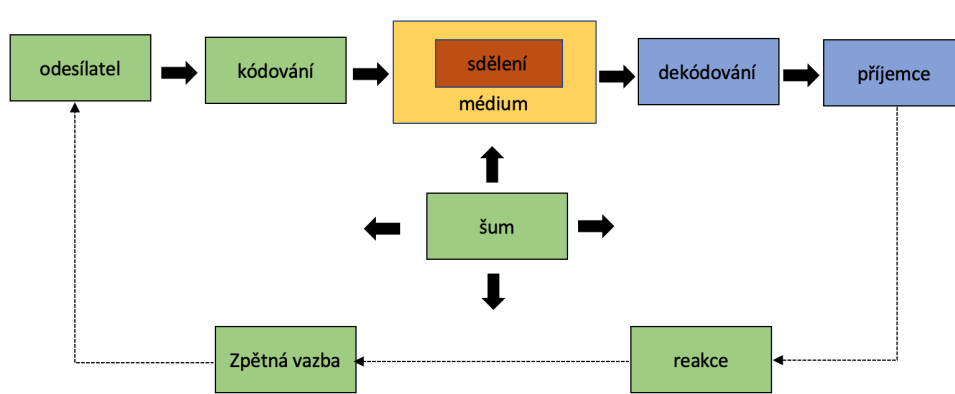 odesílatel
kódování
sdělení
médium
dekódování
příjemce
šum
Zpětná vazba
reakce